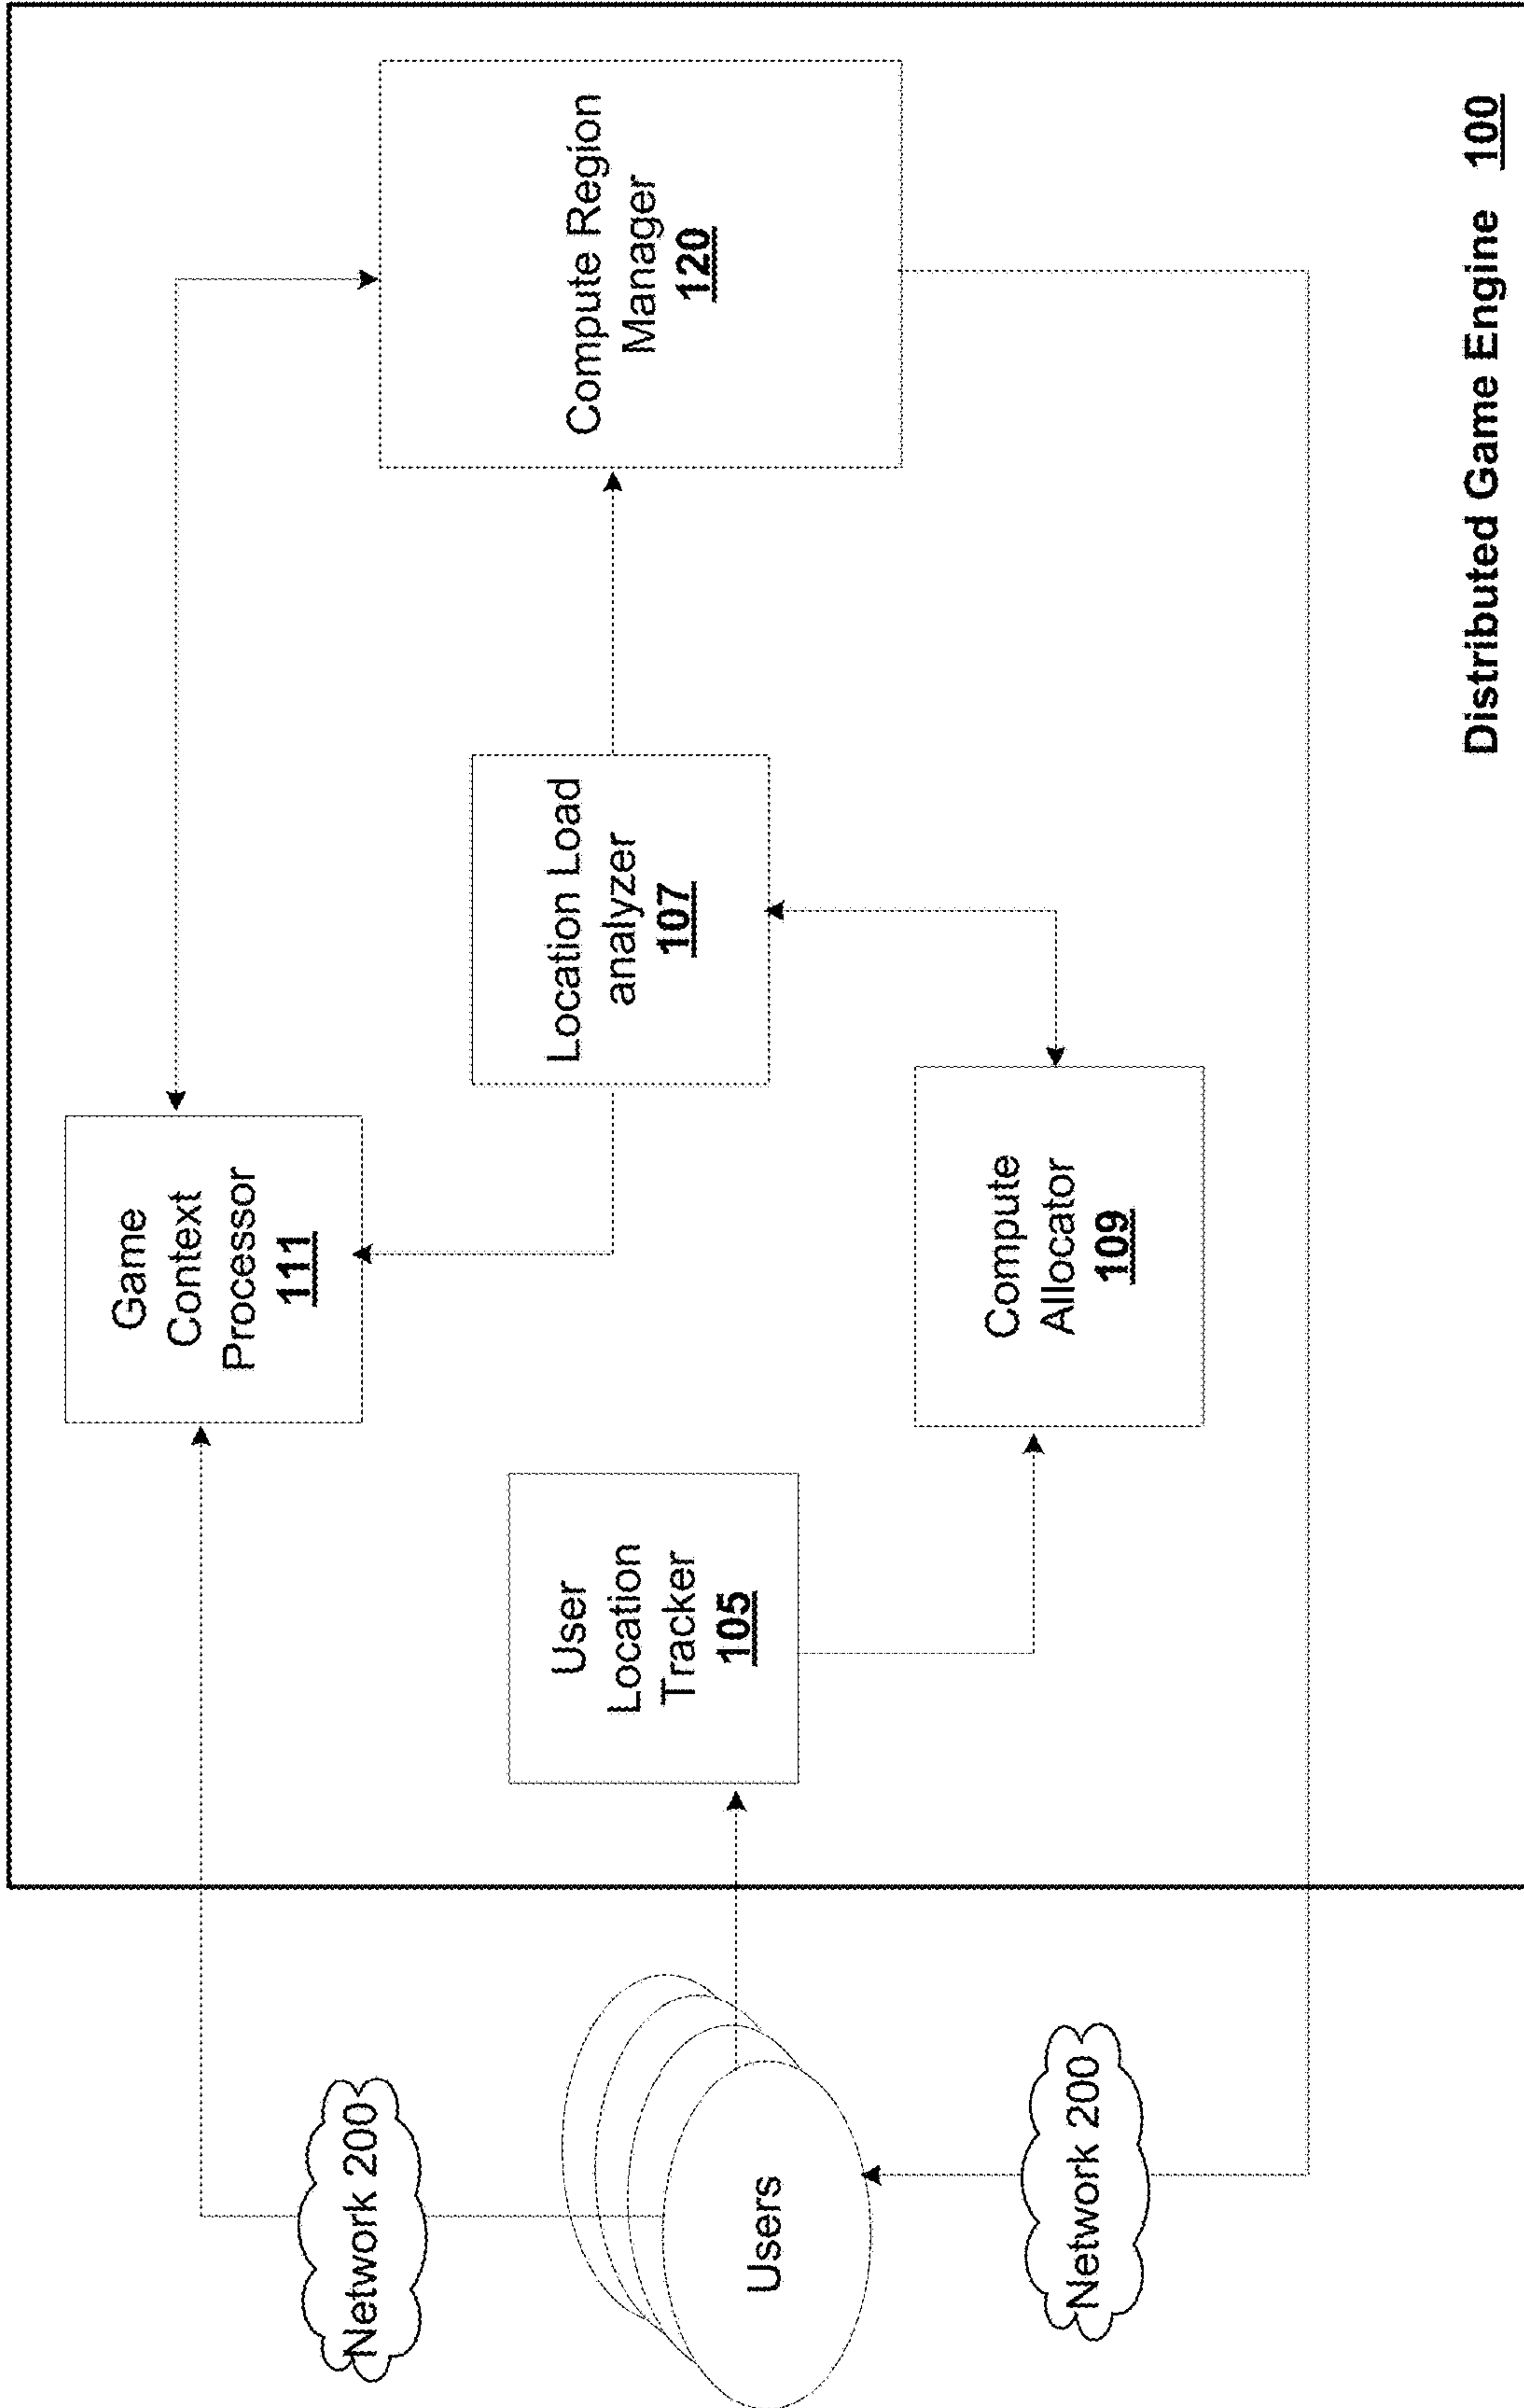 Network 200
Users
Network 200
Game
Context
Processor
111
User
Location
Tracker
105
Location Load
analyzer
107
Compute
Allocator
109
Compute Region
Manager
120
Distributed Game Engine 100